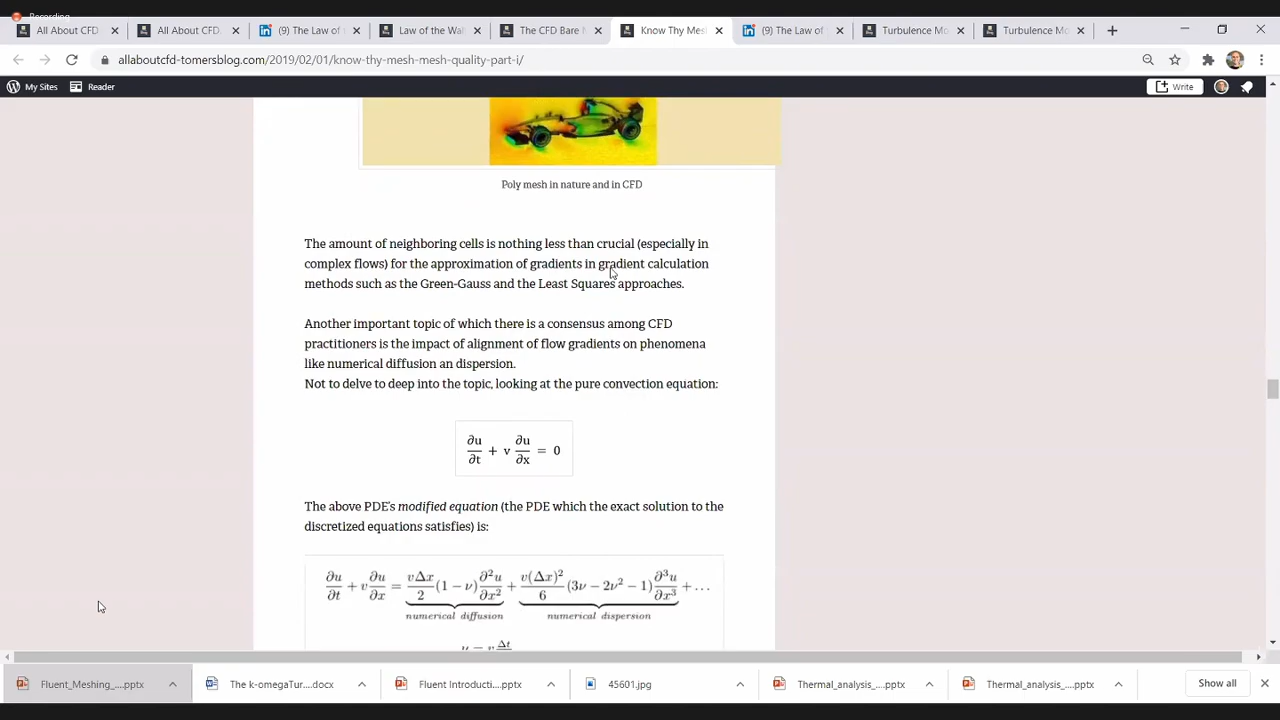 Recording
All About CFD
All About CFD
(9) The Law of
Law of the Wal
The CFD Bare
Know Thy Mesh
(9) The Law of
Turbulence Mo
Turbulence Mo
allaboutcfd-tomersblog.com/2019/02/01/know-thy-mesh-mesh-quality-part-i/
My Sites
Reader
Write
Poly mesh in nature and in CFD
The amount of neighboring cells is nothing less than crucial (especially in
complex flows) for the approximation of gradients in gradient calculation
methods such as the Green-Gauss and the Least Squares approaches.
Another important topic of which there is a consensus among CFD
practitioners is the impact of alignment of flow gradients on phenomena
like numerical diffusion an dispersion.
Not to delve to deep into the topic, looking at the pure convection equation:
∂u/∂t + v ∂u/∂x = 0
The above PDE's modified equation (the PDE which the exact solution to the
discretized equations satisfies) is:
∂u/∂t + v ∂u/∂x = vΔx/2 (1 − ν) ∂²u/∂x² + v(Δx)²/6 (3ν − 2ν² − 1) ∂³u/∂x³ + ...
numerical diffusion numerical dispersion
ν = v Δt
Fluent_Meshing_....pptx
The k-omegaTur....docx
Fluent Introducti....pptx
45601.jpg
Thermal_analysis_....pptx
Thermal_analysis_....pptx
Show all